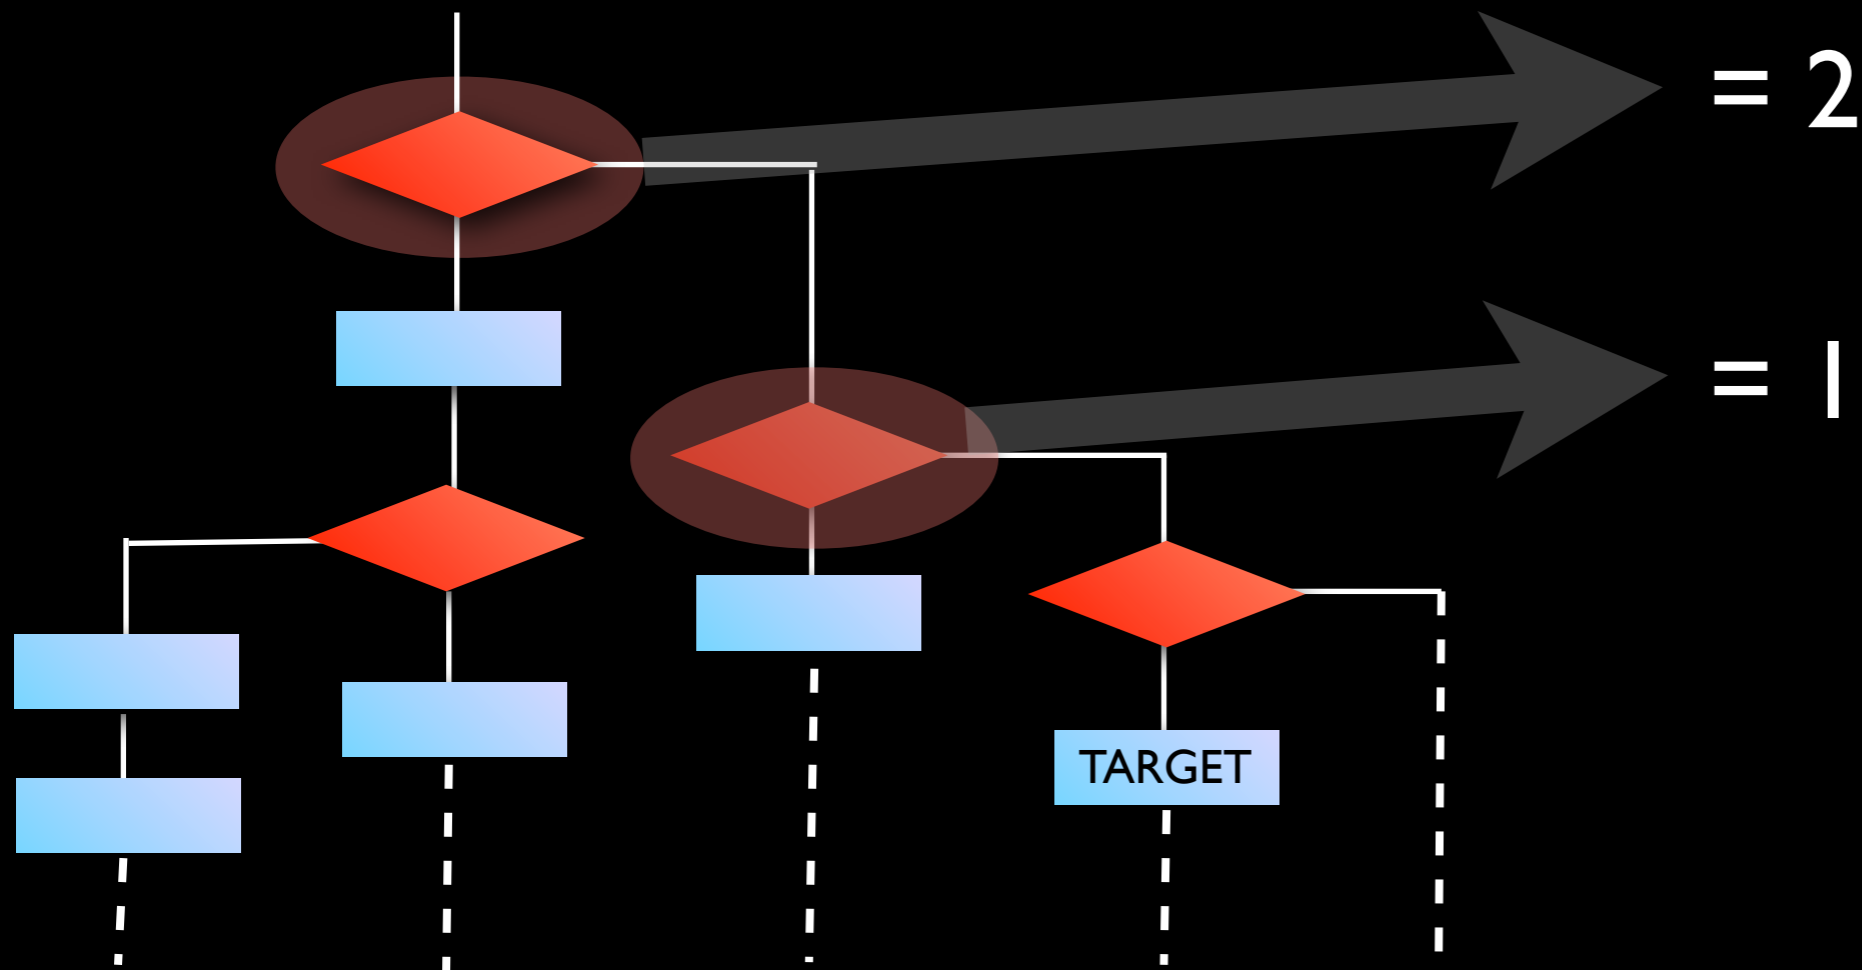 = 2
= 1
TARGET